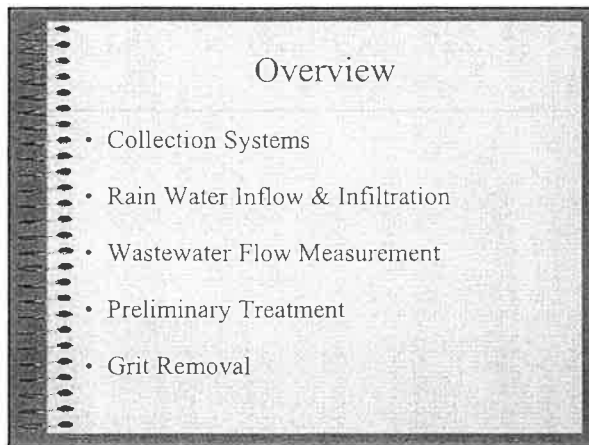 Overview
• Collection Systems
• Rain Water Inflow & Infiltration
• Wastewater Flow Measurement
• Preliminary Treatment
• Grit Removal